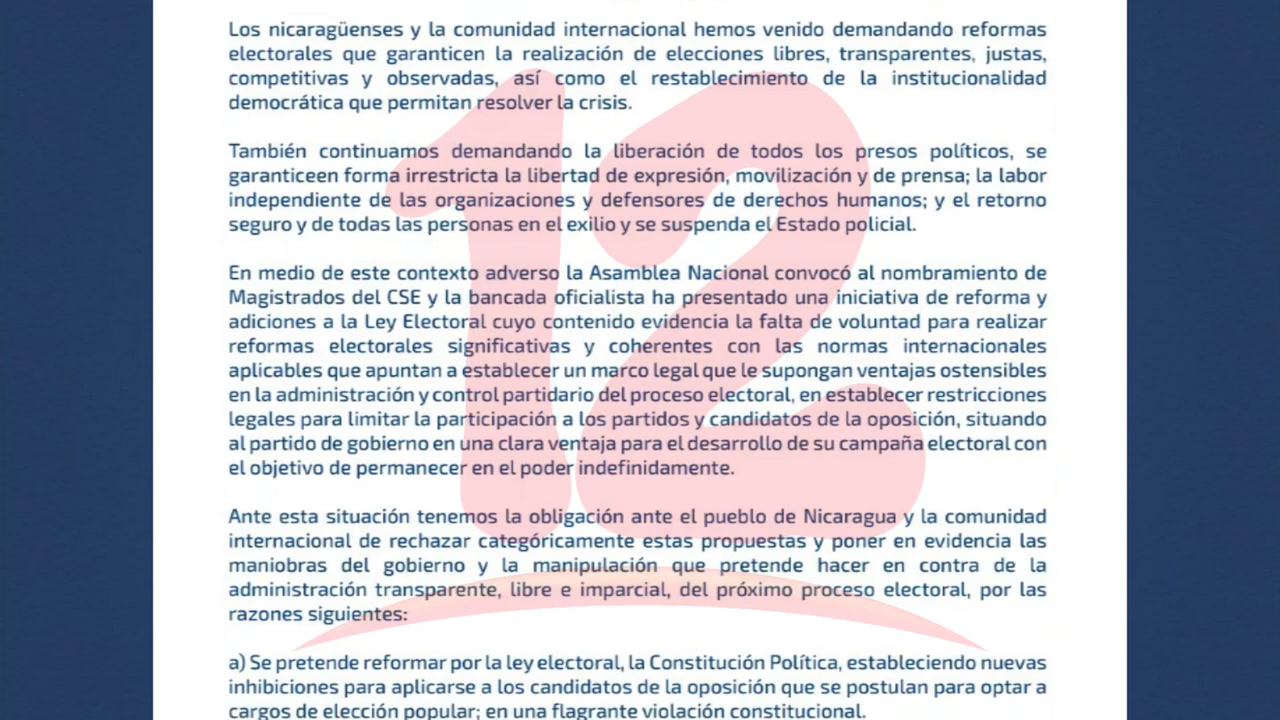 Los nicaragüenses y la comunidad internacional hemos venido demandando reformas
electorales que garanticen la realización de elecciones libres, transparentes, justas,
competitivas y observadas, así como el restablecimiento de la institucionalidad
democrática que permitan resolver la crisis.
También continuamos demandando la liberación de todos los presos políticos, se
garanticeen forma irrestricta la libertad de expresión, movilización y de prensa; la labor
independiente de las organizaciones y defensores de derechos humanos; y el retorno
seguro y de todas las personas en el exilio y se suspenda el Estado policial.
En medio de este contexto adverso la Asamblea Nacional convocó al nombramiento de
Magistrados del CSE y la bancada oficialista ha presentado una iniciativa de reforma y
adiciones a la Ley Electoral cuyo contenido evidencia la falta de voluntad para realizar
reformas electorales significativas y coherentes con las normas internacionales
aplicables que apuntan a establecer un marco legal que le supongan ventajas ostensibles
en la administración y control partidario del proceso electoral, en establecer restricciones
legales para limitar la participación a los partidos y candidatos de la oposición, situando
al partido de gobierno en una clara ventaja para el desarrollo de su campaña electoral con
el objetivo de permanecer en el poder indefinidamente.
Ante esta situación tenemos la obligación ante el pueblo de Nicaragua y la comunidad
internacional de rechazar categóricamente estas propuestas y poner en evidencia las
maniobras del gobierno y la manipulación que pretende hacer en contra de la
administración transparente, libre e imparcial, del próximo proceso electoral, por las
razones siguientes:
a) Se pretende reformar por la ley electoral, la Constitución Política, estableciendo nuevas
inhibiciones para aplicarse a los candidatos de la oposición que se postulan para optar a
cargos de elección popular; en una flagrante violación constitucional.
12